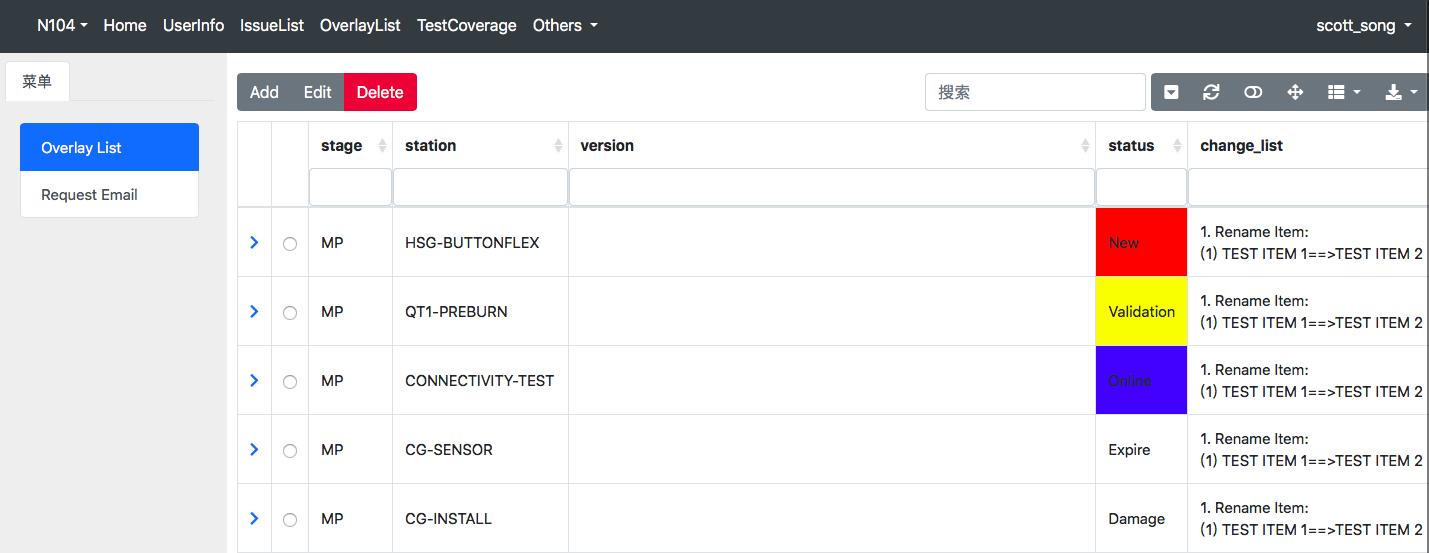 N104 Home UserInfo IssueList OverlayList TestCoverage Others scott_song
菜单
Overlay List
Request Email
Add Edit Delete 搜索
stage station version status change_list
MP HSG-BUTTONFLEX New 1. Rename Item:
(1) TEST ITEM 1==>TEST ITEM 2
MP QT1-PREBURN Validation 1. Rename Item:
(1) TEST ITEM 1==>TEST ITEM 2
MP CONNECTIVITY-TEST Online 1. Rename Item:
(1) TEST ITEM 1==>TEST ITEM 2
MP CG-SENSOR Expire 1. Rename Item:
(1) TEST ITEM 1==>TEST ITEM 2
MP CG-INSTALL Damage 1. Rename Item:
(1) TEST ITEM 1==>TEST ITEM 2